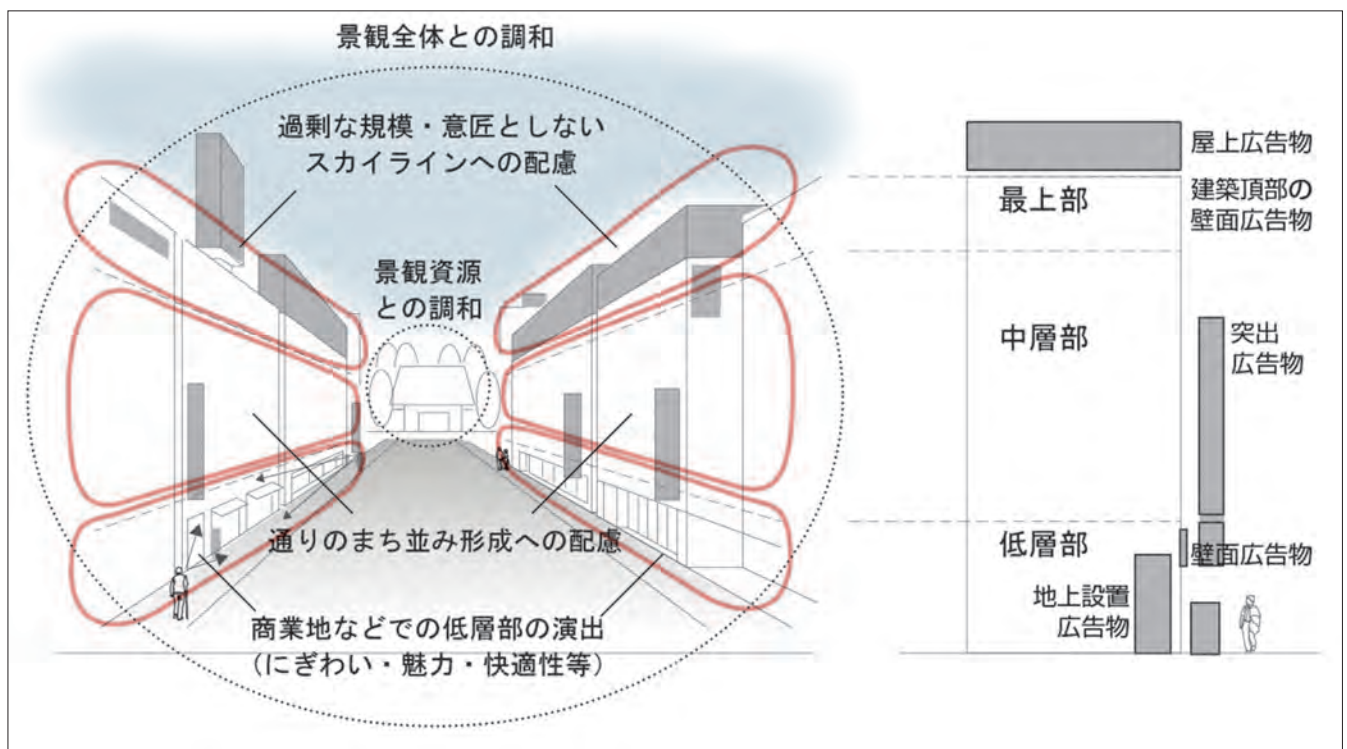 景観全体との調和
過剰な規模・意匠としない
スカイラインへの配慮
景観資源
との調和
通りのまち並み形成への配慮
商業地などでの低層部の演出
（にぎわい・魅力・快適性等）
屋上広告物
最上部
建築頂部の
壁面広告物
中層部
突出
広告物
低層部
壁面広告物
地上設置
広告物